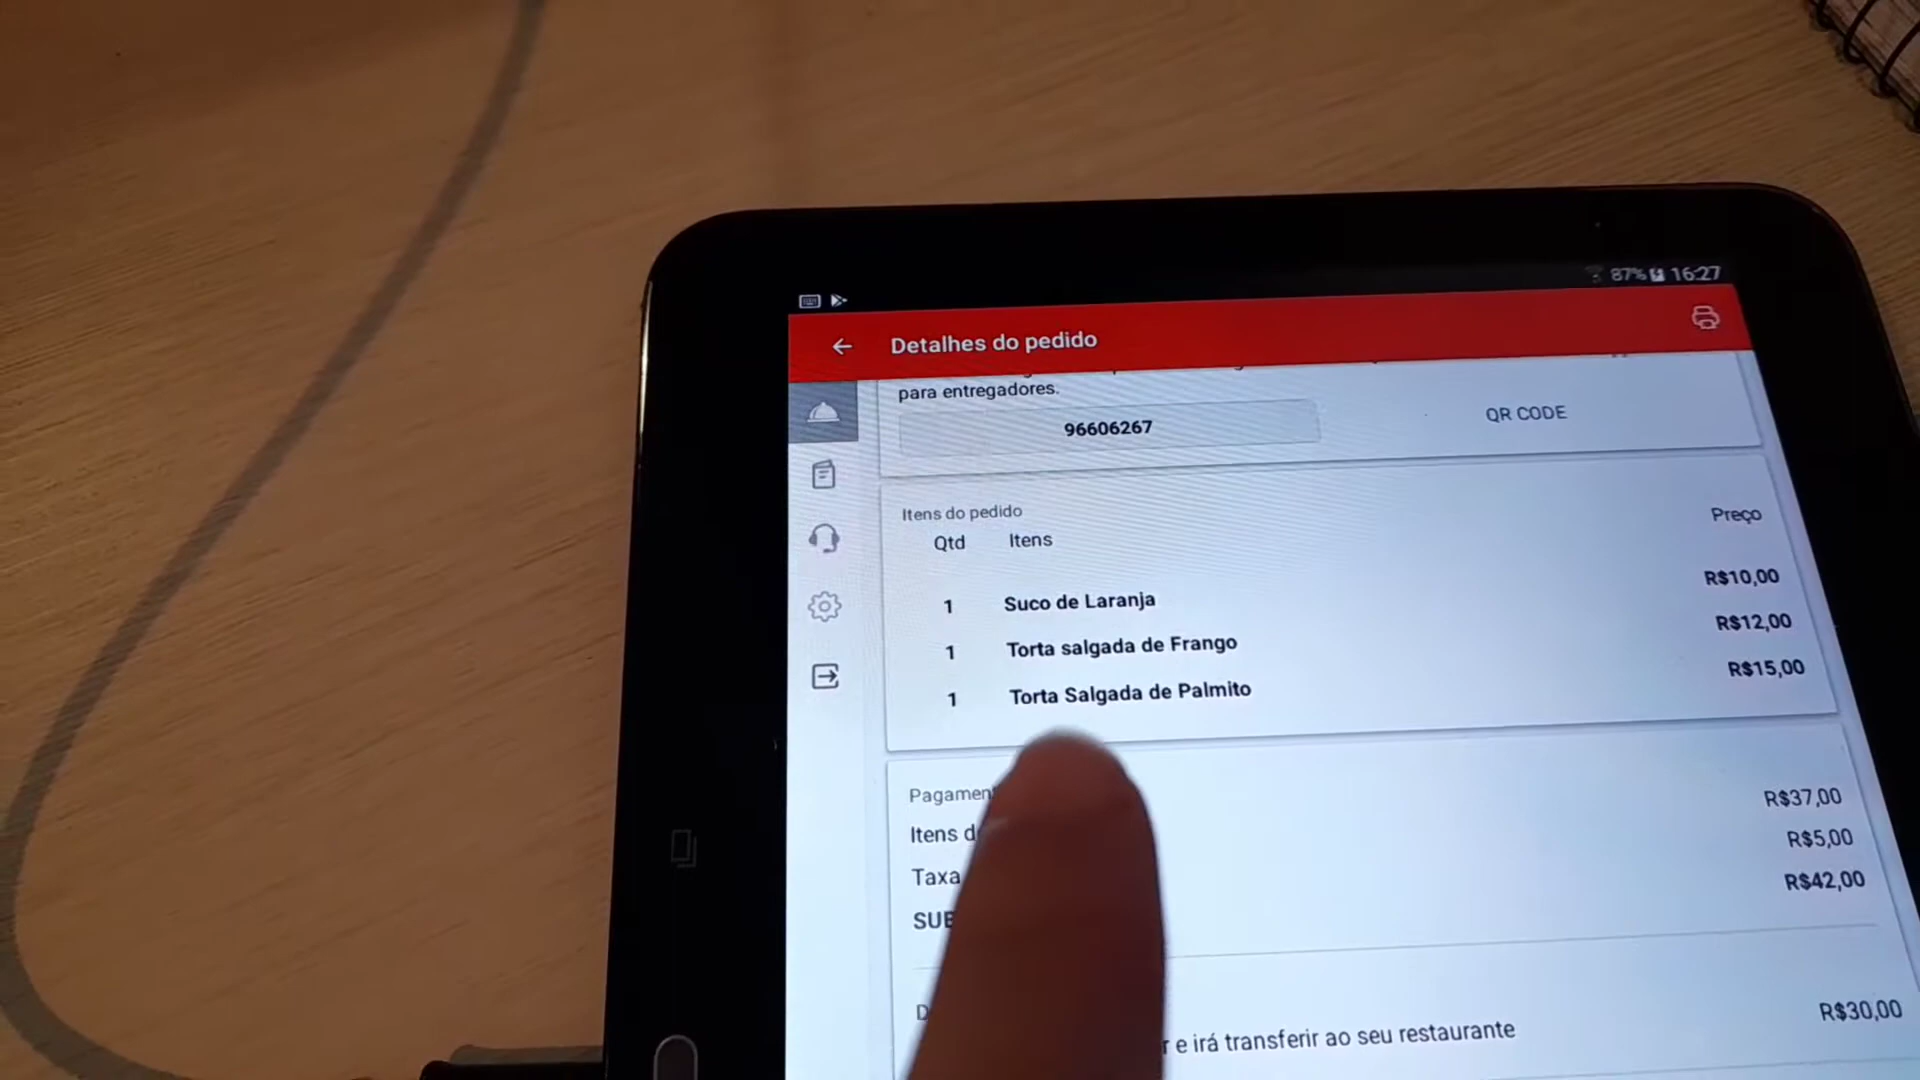 87% 16:27
Detalhes do pedido
para entregadores.
96606267 QR CODE
Itens do pedido
Qtd Itens Preço
1 Suco de Laranja R$10,00
1 Torta salgada de Frango R$12,00
1 Torta Salgada de Palmito R$15,00
Itens R$37,00
Taxa R$5,00
R$42,00
R$30,00
e irá transferir ao seu restaurante